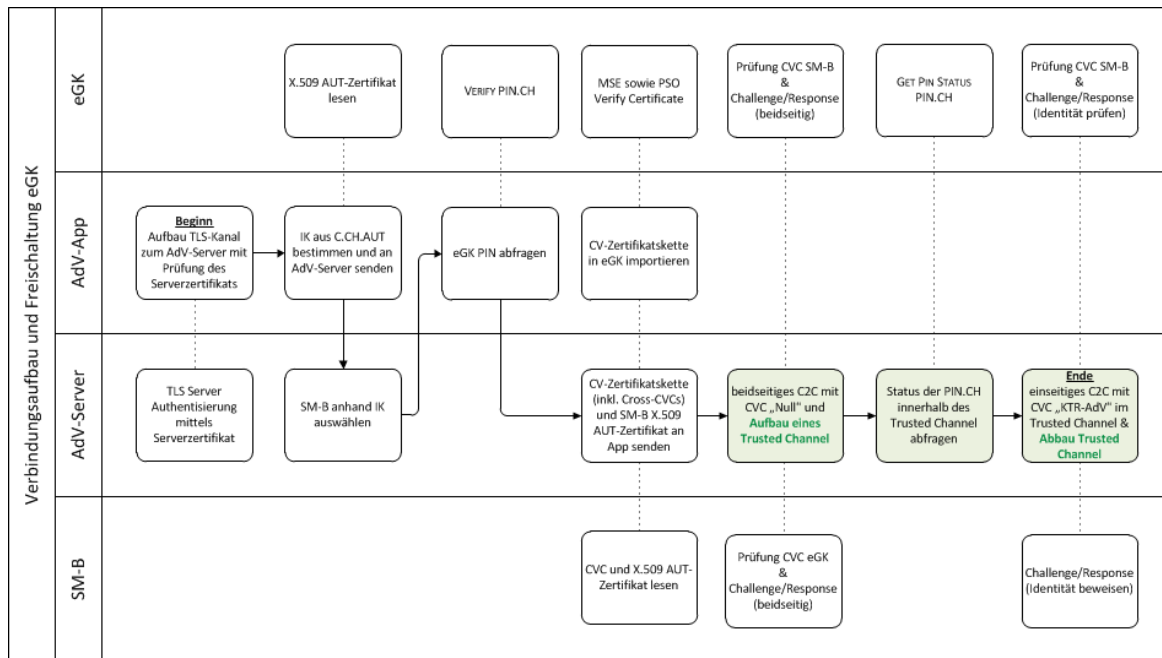 Verbindungsaufbau und Freischaltung eGK
eGK
X.509 AUT-Zertifikat
lesen
VERIFY PIN.CH
MSE sowie PSO
Verify Certificate
Prüfung CVC SM-B
&
Challenge/Response
(beidseitig)
GET PIN STATUS
PIN.CH
Prüfung CVC SM-B
&
Challenge/Response
(Identität prüfen)
AdV-App
Beginn
Aufbau TLS-Kanal
zum AdV-Server mit
Prüfung des
Serverzertifikats
IK aus C.CH.AUT
bestimmen und an
AdV-Server senden
eGK PIN abfragen
CV-Zertifikatskette
in eGK importieren
AdV-Server
TLS Server
Authentisierung
mittels
Serverzertifikat
SM-B anhand IK
auswählen
CV-Zertifikatskette
(inkl. Cross-CVCs)
und SM-B X.509
AUT-Zertifikat an
App senden
beidseitiges C2C mit
CVC „Null" und
Aufbau eines
Trusted Channel
Status der PIN.CH
innerhalb des
Trusted Channel
abfragen
Ende
einseitiges C2C mit
CVC „KTR-AdV" im
Trusted Channel &
Abbau Trusted
Channel
SM-B
CVC und X.509 AUT-
Zertifikat lesen
Prüfung CVC eGK
&
Challenge/Response
(beidseitig)
Challenge/Response
(Identität beweisen)